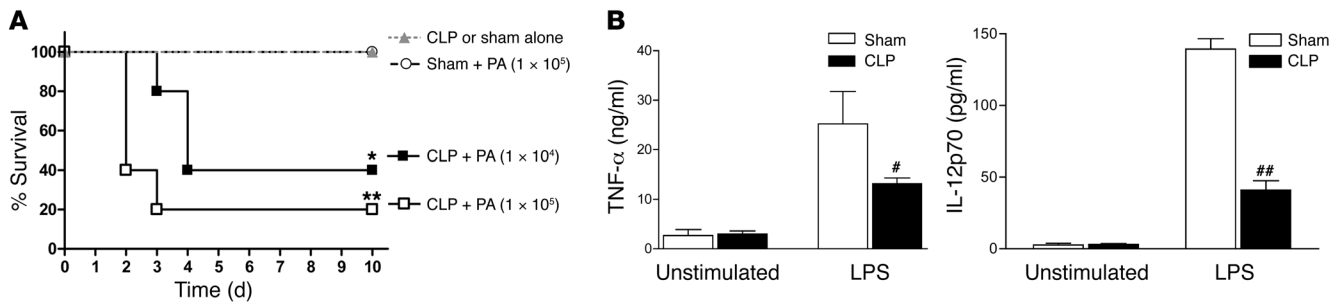 A
% Survival
100
80
60
40
20
0
0 1 2 3 4 5 6 7 8 9 10
Time (d)
CLP or sham alone
Sham + PA (1 × 10⁵)
*
CLP + PA (1 × 10⁴)
**
CLP + PA (1 × 10⁵)
B
TNF-α (ng/ml)
40
30
20
10
0
Sham
CLP
#
Unstimulated LPS
IL-12p70 (pg/ml)
150
100
50
0
Sham
CLP
##
Unstimulated LPS